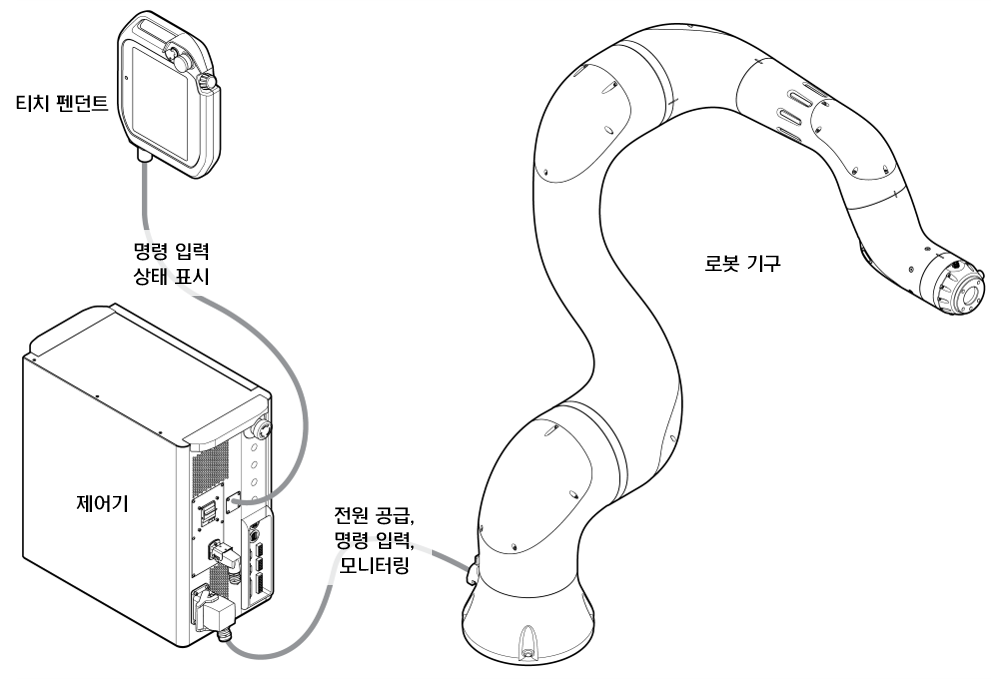 티치 펜던트
명령 입력
상태 표시
로봇 기구
제어기
전원 공급,
명령 입력,
모니터링